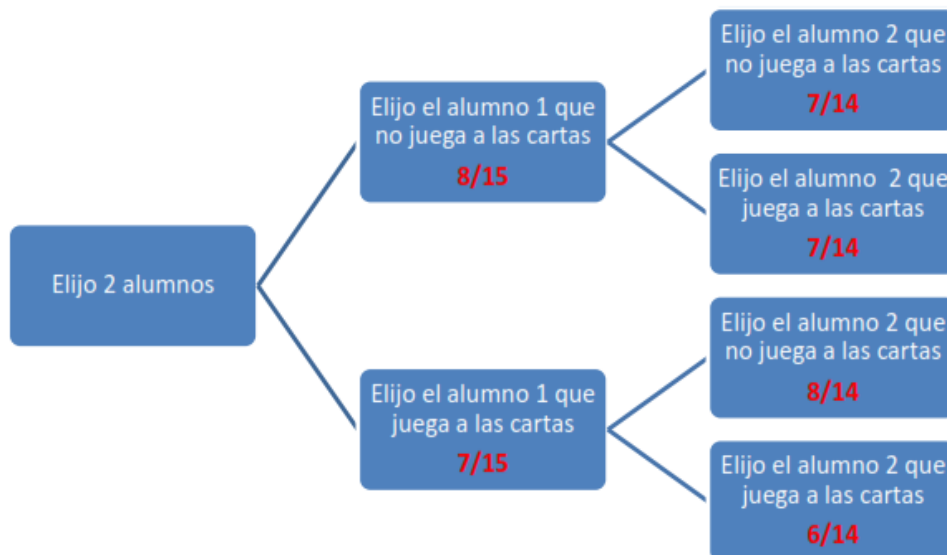 Elijo 2 alumnos
Elijo el alumno 1 que
no juega a las cartas
8/15
Elijo el alumno 2 que
no juega a las cartas
7/14
Elijo el alumno 2 que
juega a las cartas
7/14
Elijo el alumno 1 que
juega a las cartas
7/15
Elijo el alumno 2 que
no juega a las cartas
8/14
Elijo el alumno 2 que
juega a las cartas
6/14